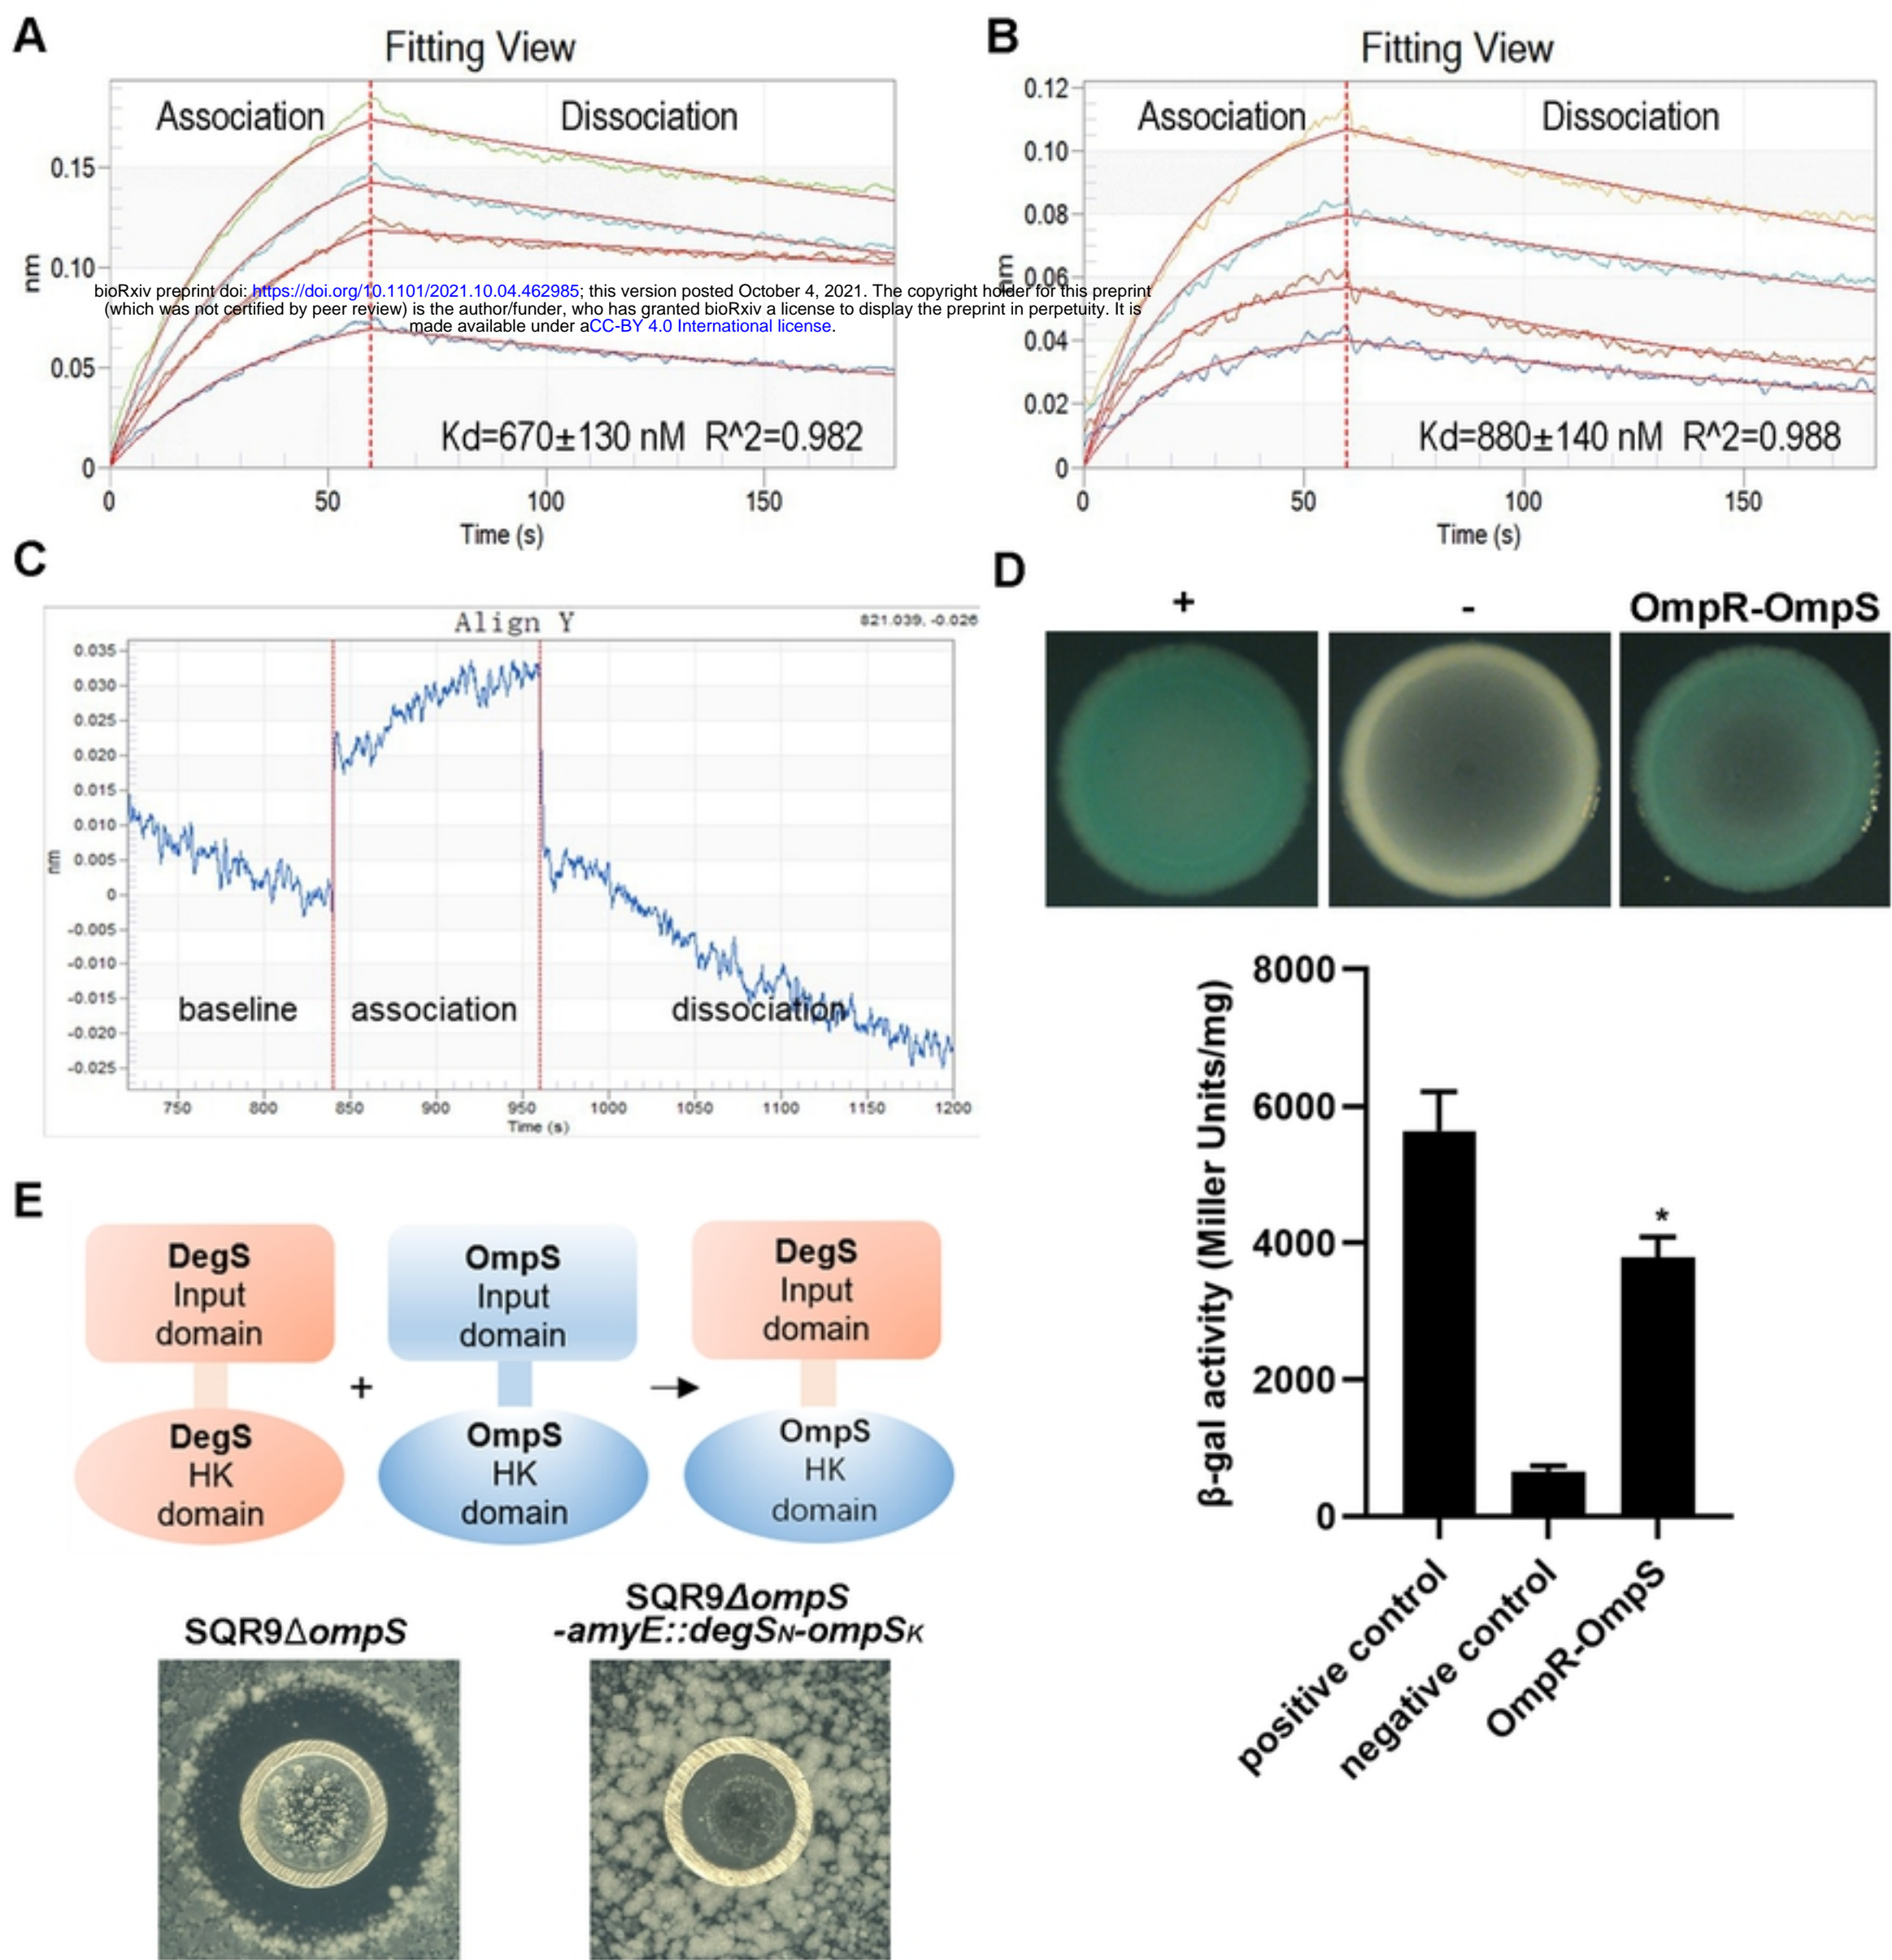 A
Fitting View
Association
Dissociation
0.15
0.10
0.05
0
nm
Kd=670±130 nM R^2=0.982
0 50 100 150
Time (s)
B
Fitting View
Association
Dissociation
0.12
0.10
0.08
0.06
0.04
0.02
0
nm
Kd=880±140 nM R^2=0.988
0 50 100 150
Time (s)
bioRxiv preprint doi: https://doi.org/10.1101/2021.10.04.462985; this version posted October 4, 2021. The copyright holder for this preprint
(which was not certified by peer review) is the author/funder, who has granted bioRxiv a license to display the preprint in perpetuity. It is
made available under aCC-BY 4.0 International license.
C
Align Y
821.039, -0.026
0.035
0.030
0.025
0.020
0.015
0.010
0.005
0
-0.005
-0.010
-0.015
-0.020
-0.025
nm
baseline
association
dissociation
750 800 850 900 950 1000 1050 1100 1150 1200
Time (s)
D
+
-
OmpR-OmpS
β-gal activity (Miller Units/mg)
8000
6000
4000
2000
0
*
positive control
negative control
OmpR-OmpS
E
DegS
Input
domain
DegS
HK
domain
+
OmpS
Input
domain
OmpS
HK
domain
DegS
Input
domain
OmpS
HK
domain
SQR9ΔompS
SQR9ΔompS
-amyE::degSN-ompSK